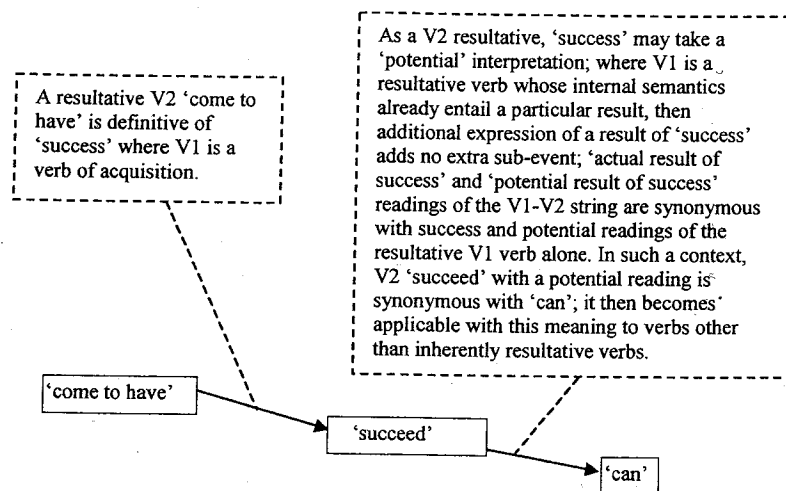 As a V2 resultative, ‘success’ may take a
‘potential’ interpretation; where V1 is a
resultative verb whose internal semantics
already entail a particular result, then
additional expression of a result of ‘success’
adds no extra sub-event; ‘actual result of
success’ and ‘potential result of success’
readings of the V1-V2 string are synonymous
with success and potential readings of the
resultative V1 verb alone. In such a context,
V2 ‘succeed’ with a potential reading is
synonymous with ‘can’; it then becomes
applicable with this meaning to verbs other
than inherently resultative verbs.
A resultative V2 ‘come to
have’ is definitive of
‘success’ where V1 is a
verb of acquisition.
‘come to have’
‘succeed’
‘can’